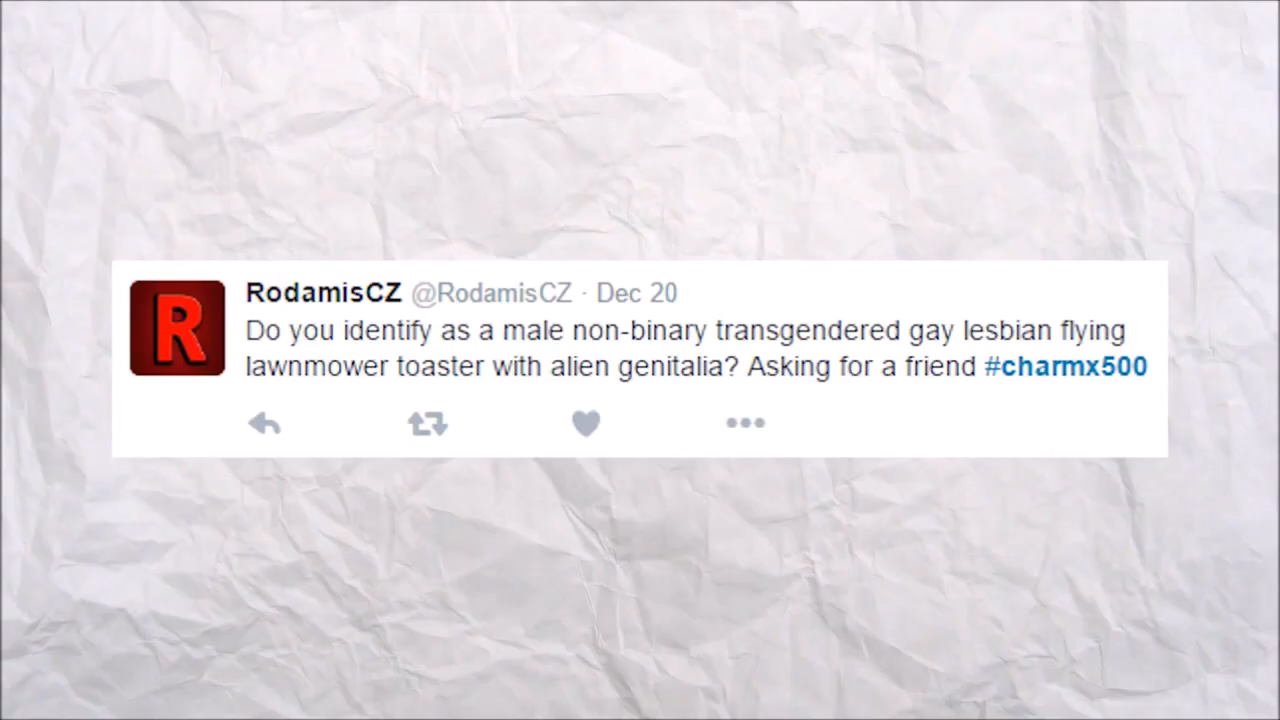 R
RodamisCZ @RodamisCZ · Dec 20
Do you identify as a male non-binary transgendered gay lesbian flying
lawnmower toaster with alien genitalia? Asking for a friend #charmx500